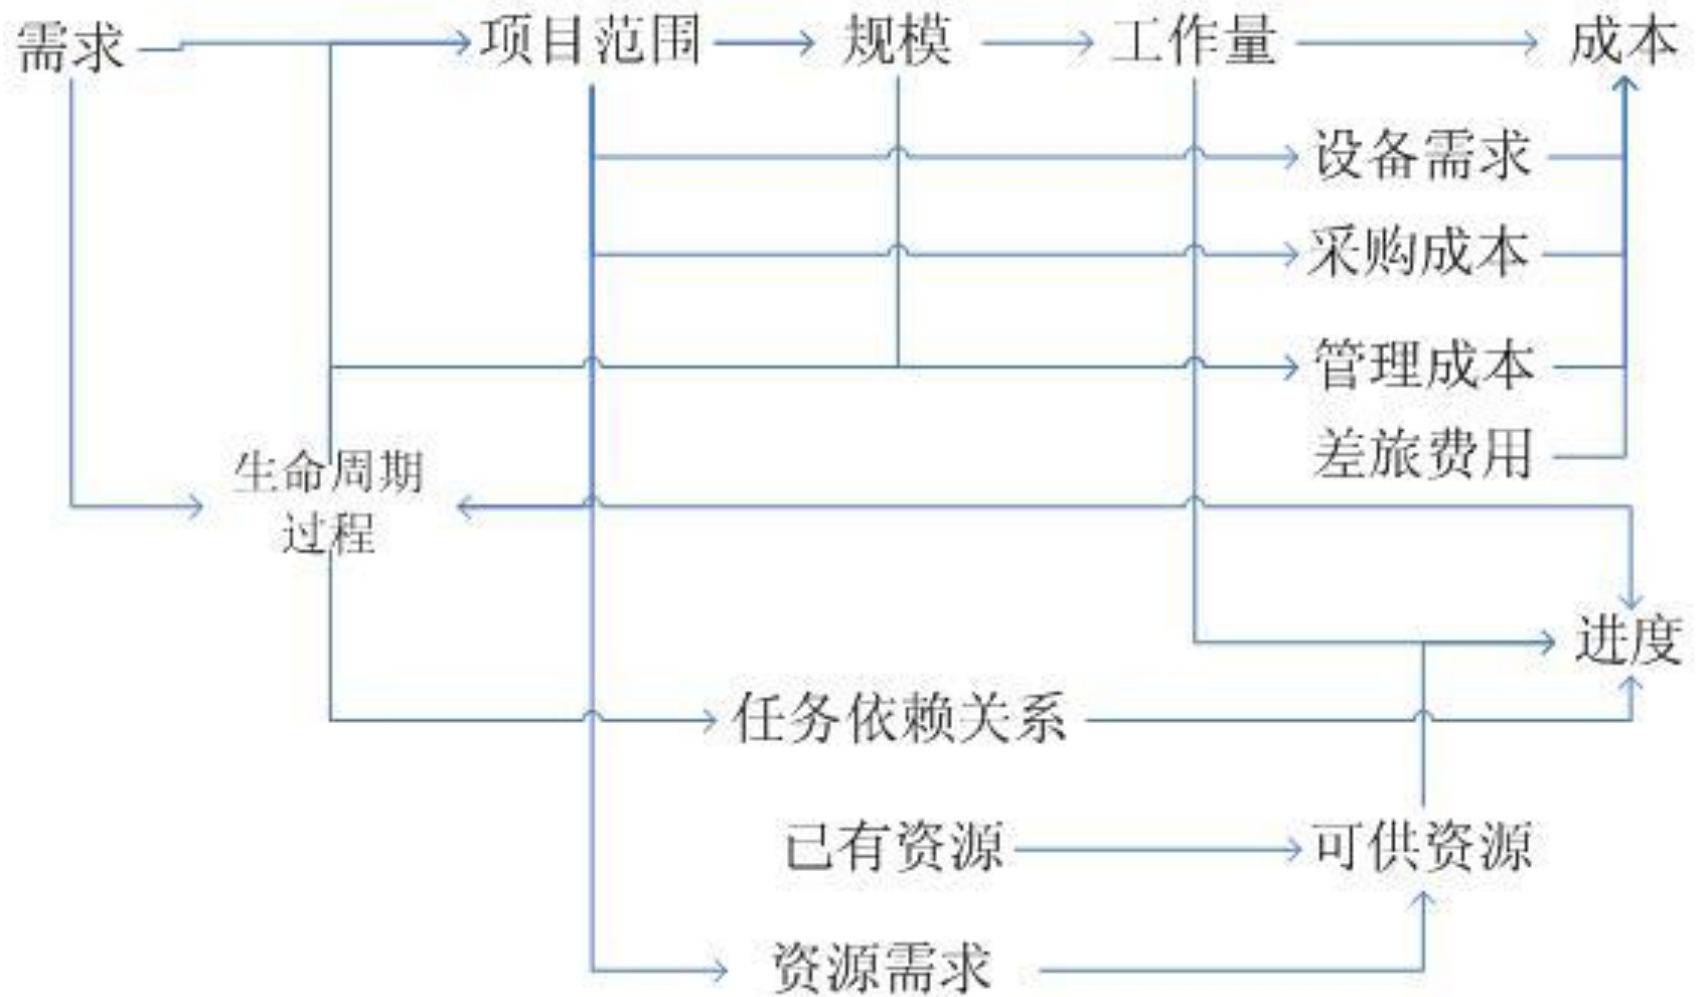 需求
项目范围
规模
工作量
成本
设备需求
采购成本
管理成本
差旅费用
生命周期
过程
进度
任务依赖关系
已有资源
可供资源
资源需求